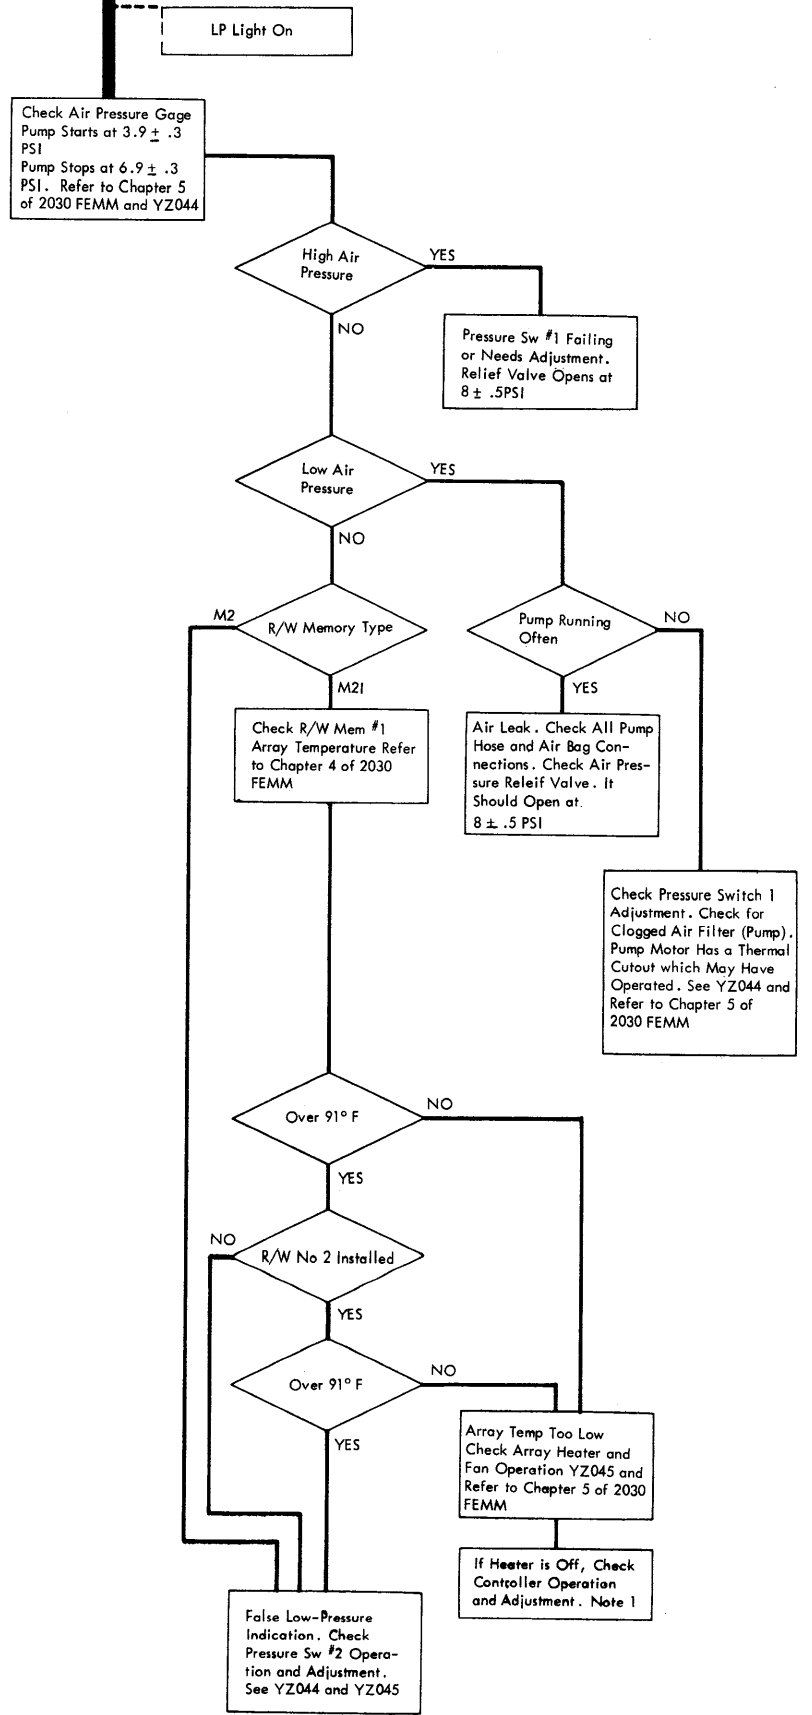 LP Light On
Check Air Pressure Gage
Pump Starts at 3.9 ± .3
PSI
Pump Stops at 6.9 ± .3
PSI. Refer to Chapter 5
of 2030 FEMM and YZ044
High Air
Pressure
YES
NO
Pressure Sw #1 Failing
or Needs Adjustment.
Relief Valve Opens at
8 ± .5PSI
Low Air
Pressure
YES
NO
R/W Memory Type
M2
M2I
Pump Running
Often
NO
YES
Check R/W Mem #1
Array Temperature Refer
to Chapter 4 of 2030
FEMM
Air Leak. Check All Pump
Hose and Air Bag Con-
nections. Check Air Pres-
sure Releif Valve. It
Should Open at
8 ± .5 PSI
Check Pressure Switch 1
Adjustment. Check for
Clogged Air Filter (Pump).
Pump Motor Has a Thermal
Cutout which May Have
Operated. See YZ044 and
Refer to Chapter 5 of
2030 FEMM
Over 91° F
NO
YES
R/W No 2 Installed
NO
YES
Over 91° F
NO
YES
Array Temp Too Low
Check Array Heater and
Fan Operation YZ045 and
Refer to Chapter 5 of 2030
FEMM
If Heater is Off, Check
Controller Operation
and Adjustment. Note 1
False Low-Pressure
Indication. Check
Pressure Sw #2 Opera-
tion and Adjustment.
See YZ044 and YZ045